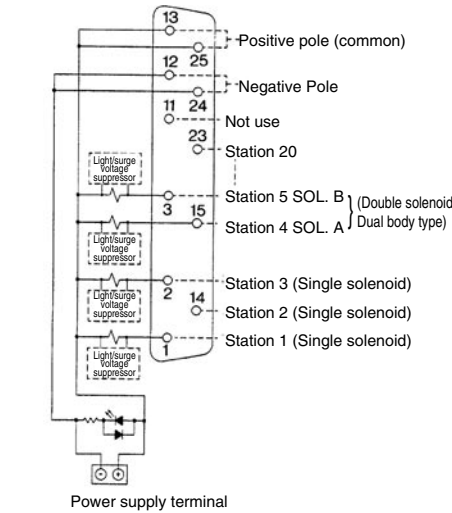 13
Positive pole (common)
25
12
Negative Pole
24
11
Not use
23
Station 20
Light/surge
voltage
suppressor
Station 5 SOL. B
3
15
(Double solenoid
Dual body type)
Station 4 SOL. A
Light/surge
voltage
suppressor
Station 3 (Single solenoid)
2
Light/surge
voltage
suppressor
14
Station 2 (Single solenoid)
Station 1 (Single solenoid)
1
Light/surge
voltage
suppressor
Power supply terminal